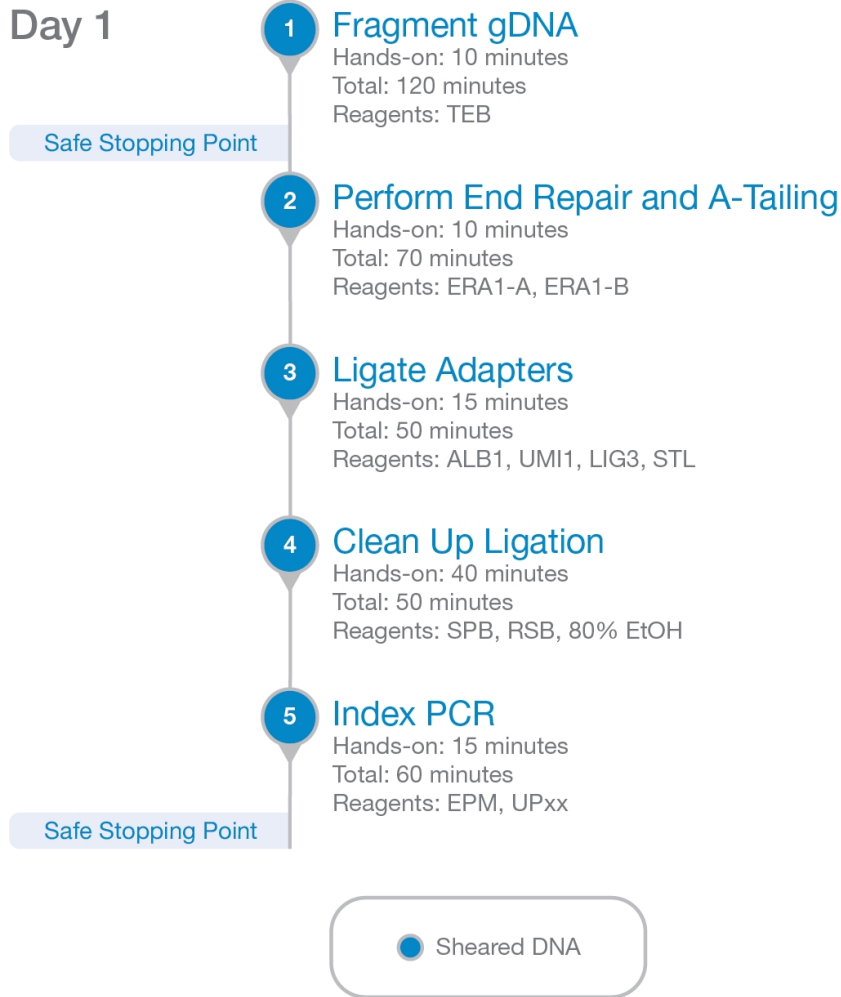 Day 1
1
Fragment gDNA
Hands-on: 10 minutes
Total: 120 minutes
Reagents: TEB
Safe Stopping Point
2
Perform End Repair and A-Tailing
Hands-on: 10 minutes
Total: 70 minutes
Reagents: ERA1-A, ERA1-B
3
Ligate Adapters
Hands-on: 15 minutes
Total: 50 minutes
Reagents: ALB1, UMI1, LIG3, STL
4
Clean Up Ligation
Hands-on: 40 minutes
Total: 50 minutes
Reagents: SPB, RSB, 80% EtOH
5
Index PCR
Hands-on: 15 minutes
Total: 60 minutes
Reagents: EPM, UPxx
Safe Stopping Point
Sheared DNA